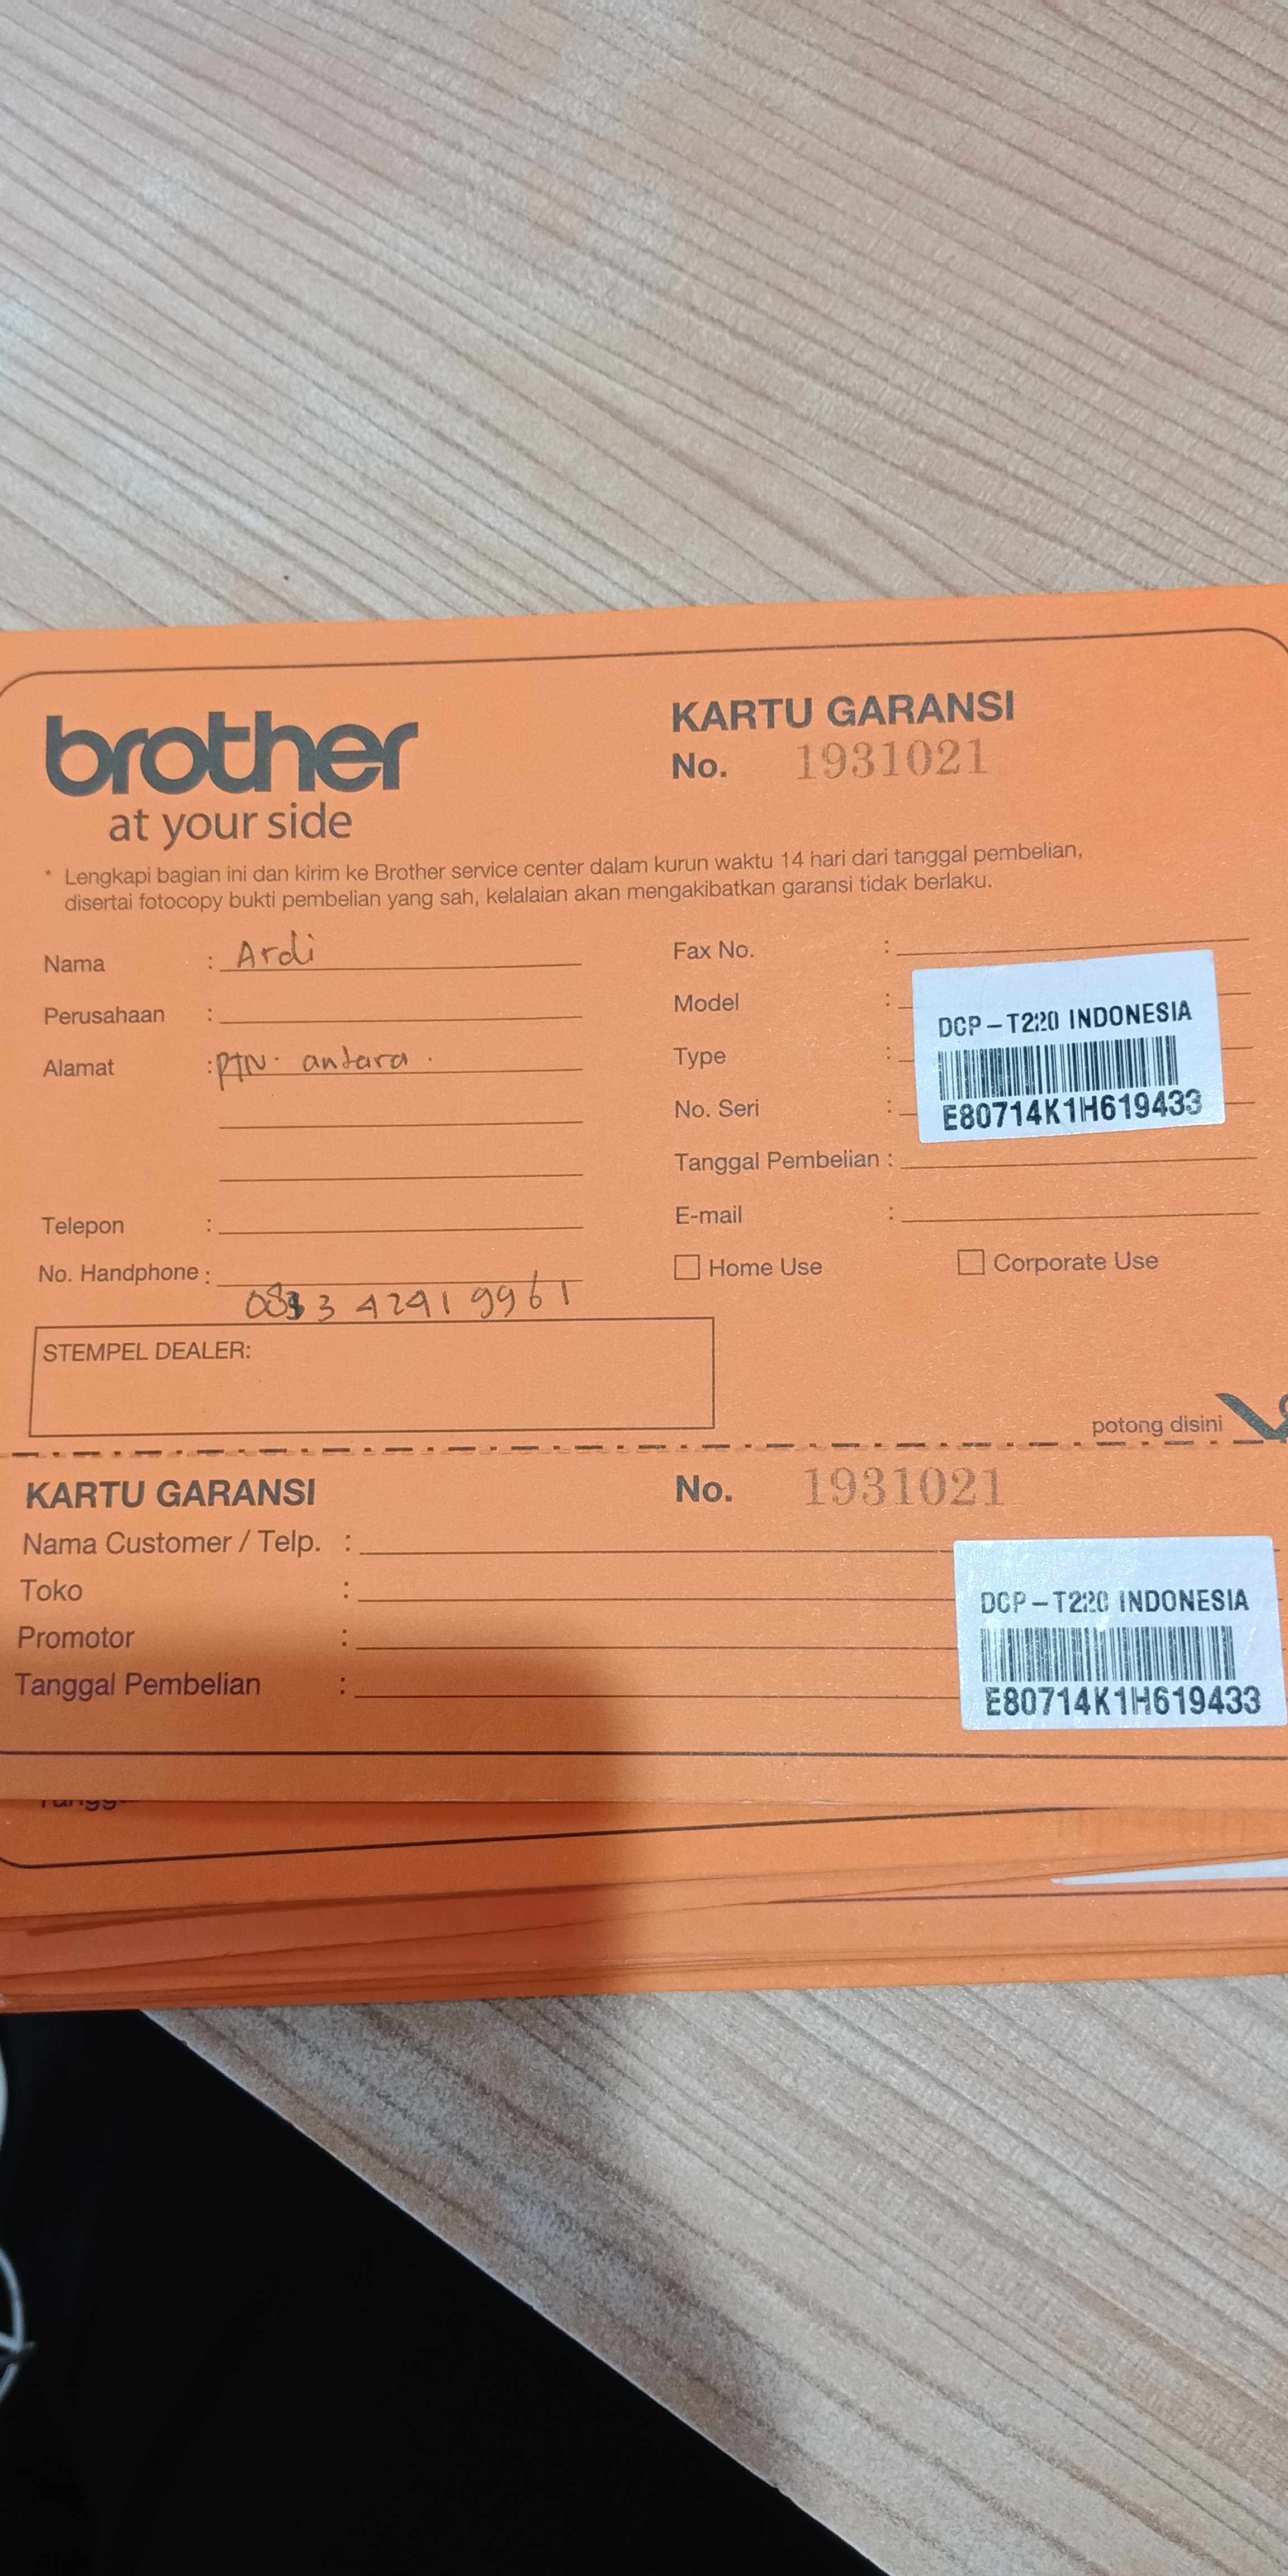 brother
at your side
KARTU GARANSI
No. 1931021
* Lengkapi bagian ini dan kirim ke Brother service center dalam kurun waktu 14 hari dari tanggal pembelian,
disertai fotocopy bukti pembelian yang sah, kelalaian akan mengakibatkan garansi tidak berlaku.
Nama : Ardi
Perusahaan :
Alamat : antara.
Telepon :
No. Handphone :
Fax No. :
Model :
Type :
No. Seri :
DCP-T220 INDONESIA
E80714K1H619433
Tanggal Pembelian :
E-mail :
Home Use
Corporate Use
STEMPEL DEALER:
potong disini
KARTU GARANSI
No. 1931021
Nama Customer / Telp. :
Toko :
Promotor :
Tanggal Pembelian :
DCP-T220 INDONESIA
E80714K1H619433